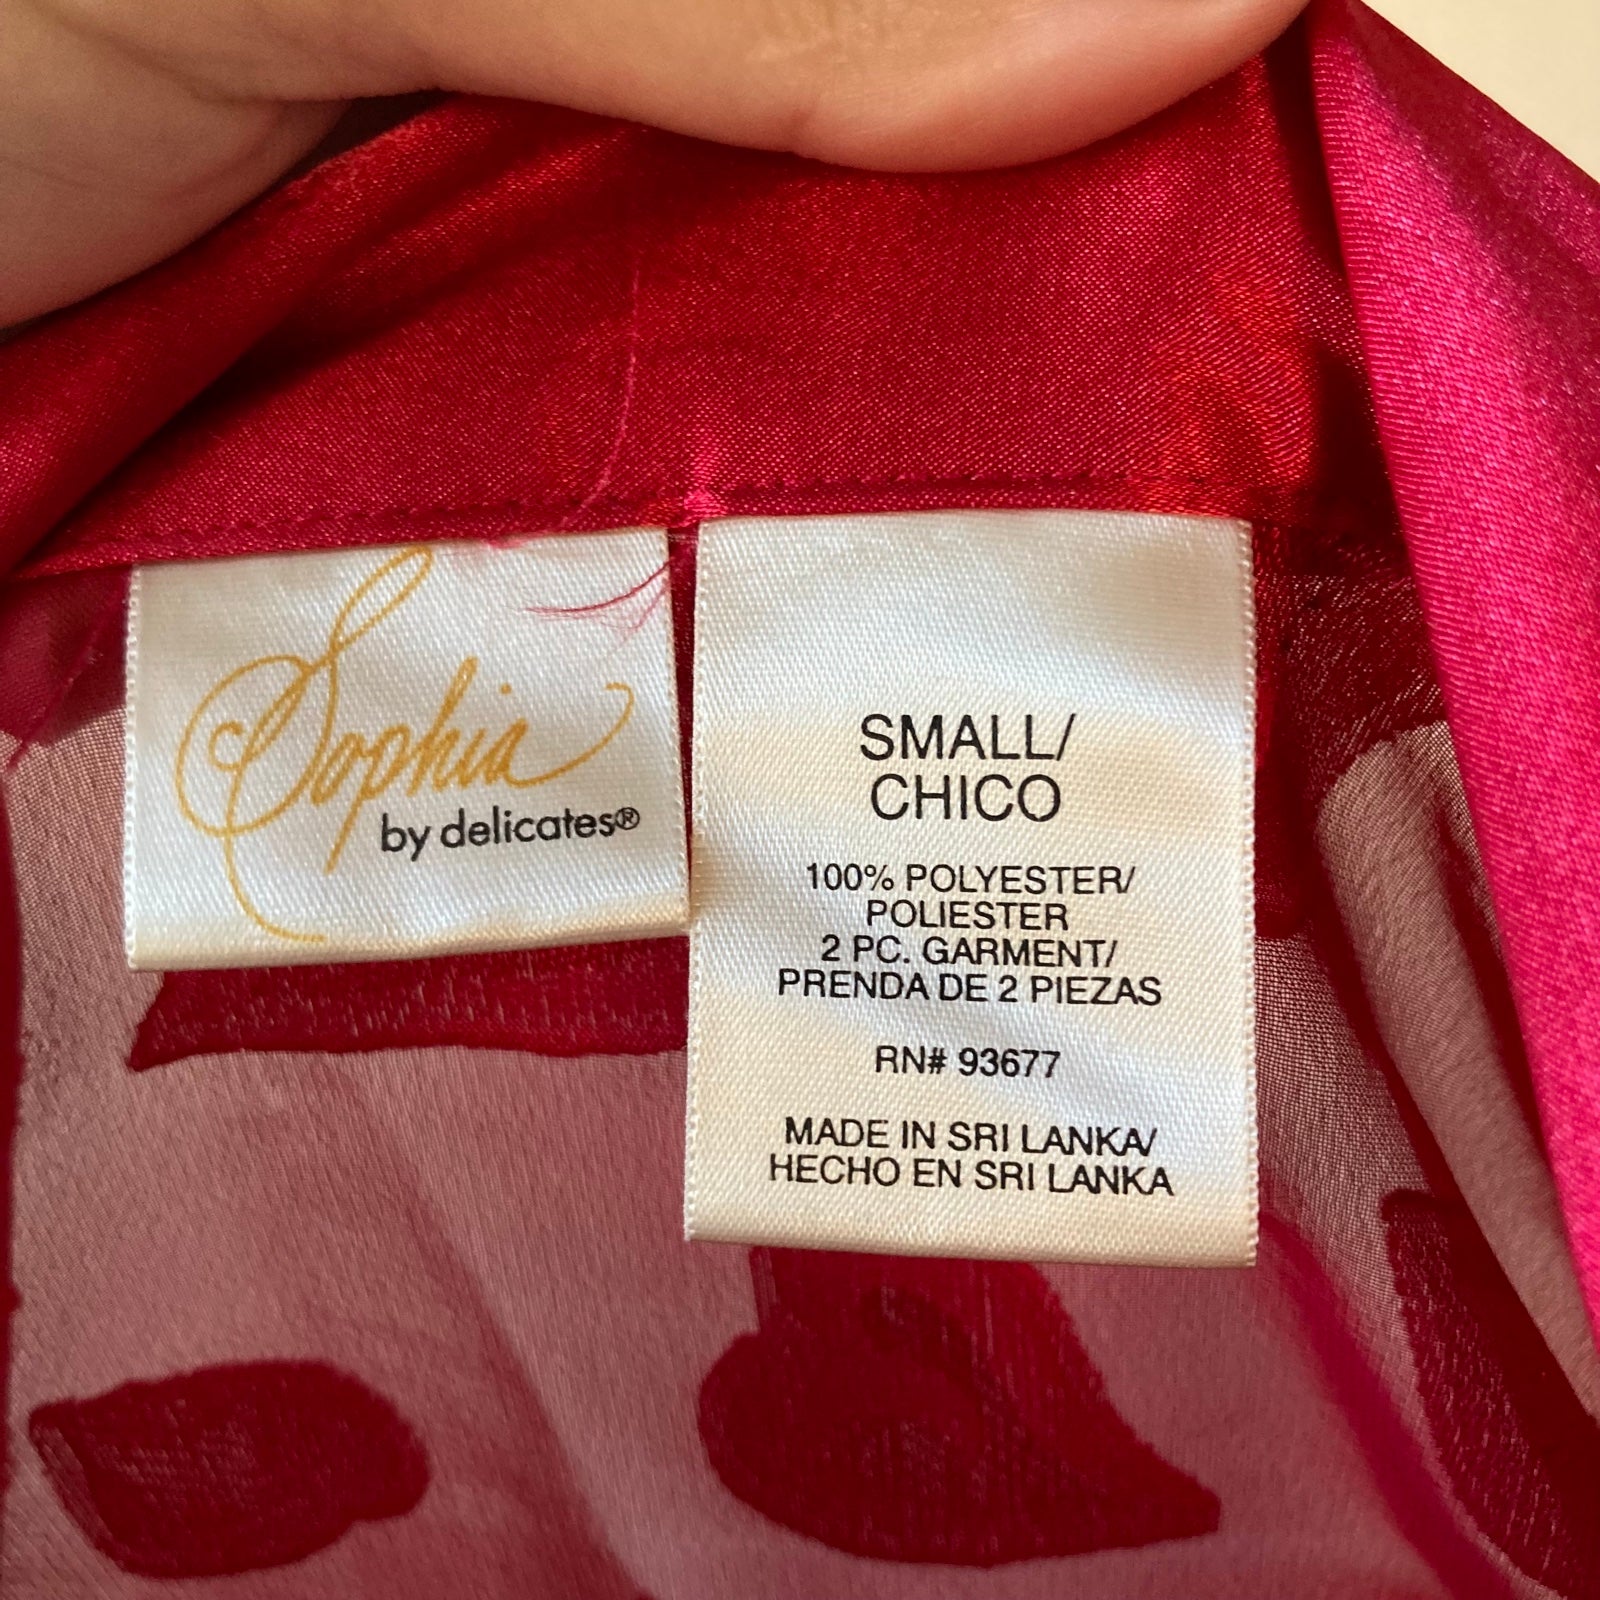 Sophia
by delicates®
SMALL/
CHICO
100% POLYESTER/
POLIESTER
2 PC. GARMENT/
PRENDA DE 2 PIEZAS
RN# 93677
MADE IN SRI LANKA/
HECHO EN SRI LANKA